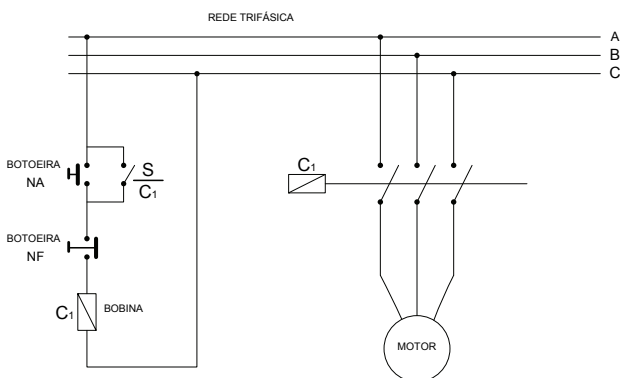 REDE TRIFÁSICA
A
B
C
BOTOEIRA
NA
S
C1
C1
BOTOEIRA
NF
C1
BOBINA
MOTOR